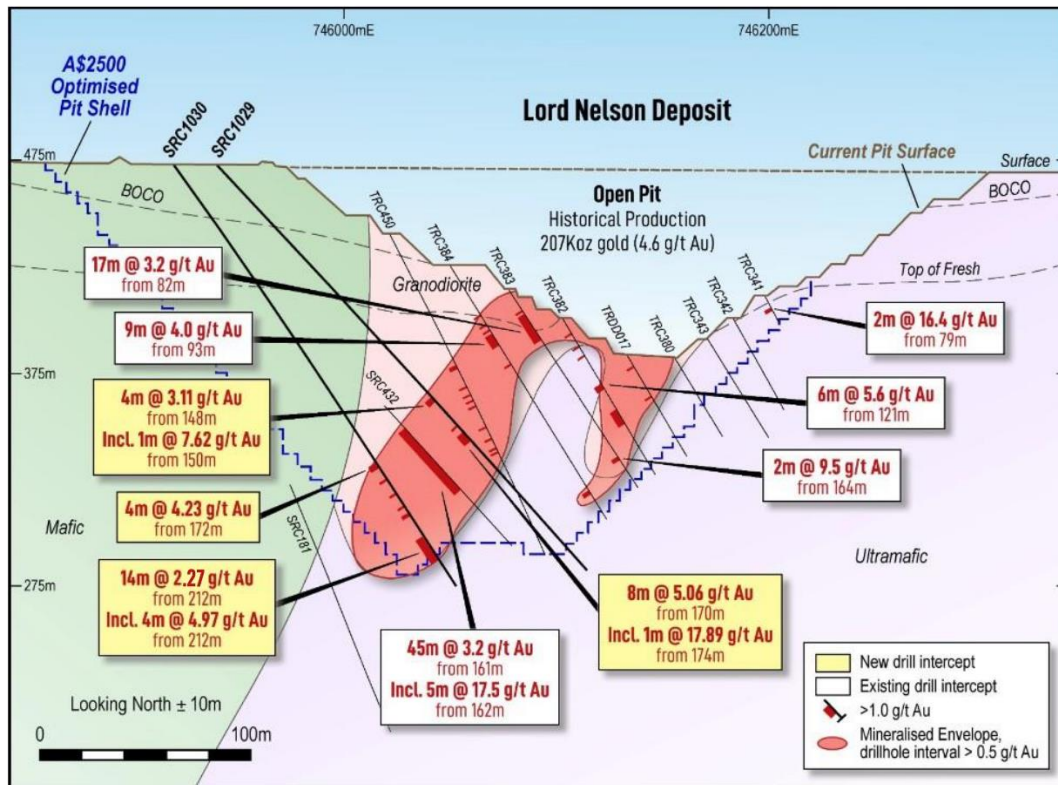 746000mE
746200mE
A$2500
Optimised
Pit Shell
SRC1030
SRC1029
Lord Nelson Deposit
475m
Current Pit Surface
Surface
BOCO
BOCO
Open Pit
Historical Production
207Koz gold (4.6 g/t Au)
TRC450
TRC384
TRC383
TRC382
TRDD017
TRC380
TRC343
TRC342
TRC341
Top of Fresh
Granodiorite
17m @ 3.2 g/t Au
from 82m
9m @ 4.0 g/t Au
from 93m
2m @ 16.4 g/t Au
from 79m
375m
SRC432
4m @ 3.11 g/t Au
from 148m
Incl. 1m @ 7.62 g/t Au
from 150m
6m @ 5.6 g/t Au
from 121m
2m @ 9.5 g/t Au
from 164m
4m @ 4.23 g/t Au
from 172m
SRC181
Mafic
Ultramafic
275m
14m @ 2.27 g/t Au
from 212m
Incl. 4m @ 4.97 g/t Au
from 212m
45m @ 3.2 g/t Au
from 161m
Incl. 5m @ 17.5 g/t Au
from 162m
8m @ 5.06 g/t Au
from 170m
Incl. 1m @ 17.89 g/t Au
from 174m
Looking North ± 10m
0
100m
New drill intercept
Existing drill intercept
>1.0 g/t Au
Mineralised Envelope,
drillhole interval > 0.5 g/t Au